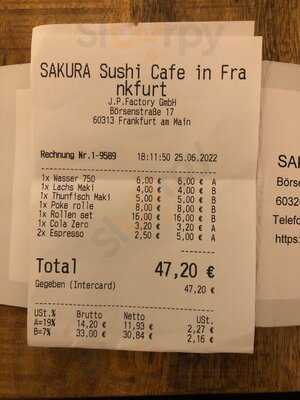 SAKURA Sushi Cafe in Fra
nkfurt
J.P.Factory GmbH
Börsenstraße 17
60313 Frankfurt am Main
Rechnung Nr.1-9589 18:11:50 25.06.2022
1x Wasser 750 6,00 € 6,00 € A
1x Lachs Maki 4,00 € 4,00 € B
1x Thunfisch Maki 5,00 € 5,00 € B
1x Poke rolle 8,00 € 8,00 € B
1x Rollen set 16,00 € 16,00 € B
1x Cola Zero 3,20 € 3,20 € A
2x Espresso 2,50 € 5,00 € A
Total 47,20 €
Gegeben (Intercard) 47,20 €
USt.% Brutto Netto USt.
A=19% 14,20 € 11,93 € 2,27 €
B=7% 33,00 € 30,84 € 2,16 €
SA
Börse
6032
Telefo
https: